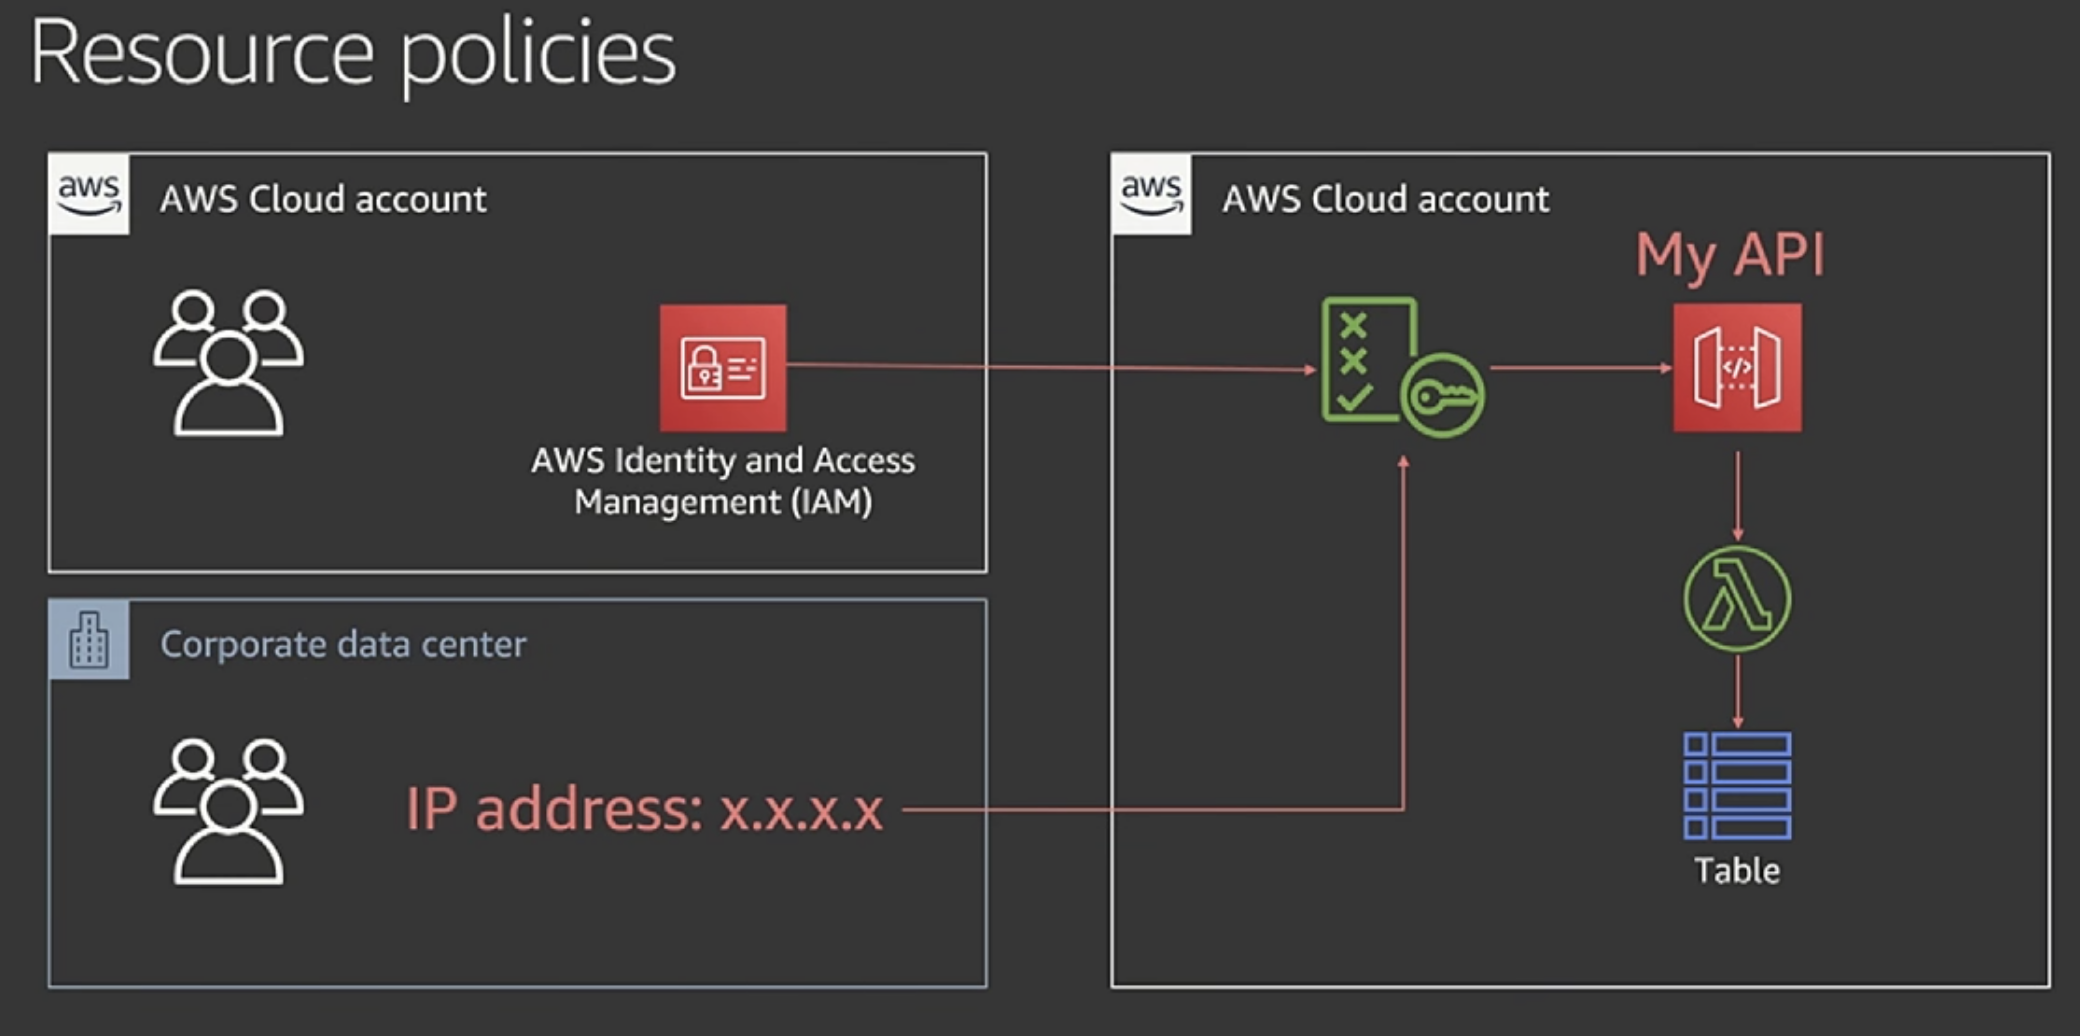 Resource policies
aws
AWS Cloud account
AWS Identity and Access
Management (IAM)
Corporate data center
IP address: x.x.x.x
aws
AWS Cloud account
My API
</>
Table